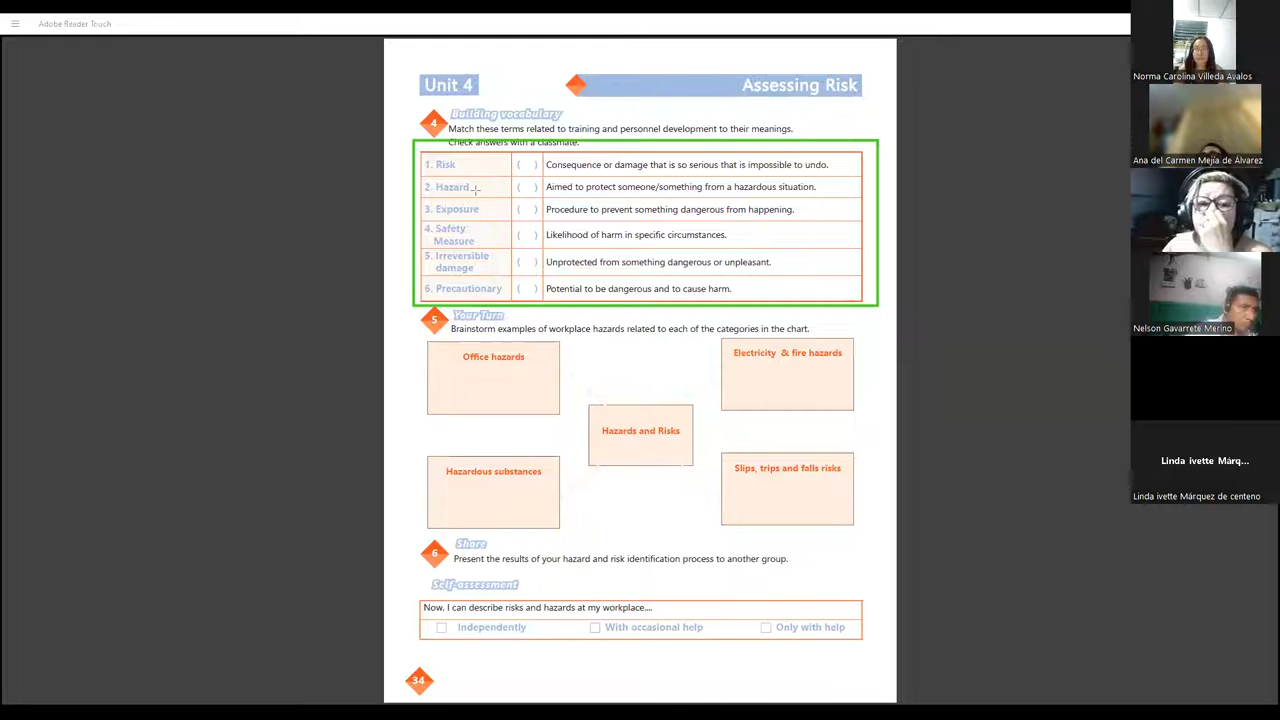 Adobe Reader Touch
Unit 4
Assessing Risk
4
Building vocabulary
Match these terms related to training and personnel development to their meanings.
Check answers with a classmate.
1. Risk ( ) Consequence or damage that is so serious that is impossible to undo.
2. Hazard ( ) Aimed to protect someone/something from a hazardous situation.
3. Exposure ( ) Procedure to prevent something dangerous from happening.
4. Safety
Measure ( ) Likelihood of harm in specific circumstances.
5. Irreversible
damage ( ) Unprotected from something dangerous or unpleasant.
6. Precautionary ( ) Potential to be dangerous and to cause harm.
5
Your Turn
Brainstorm examples of workplace hazards related to each of the categories in the chart.
Office hazards
Electricity & fire hazards
Hazards and Risks
Hazardous substances
Slips, trips and falls risks
6
Share
Present the results of your hazard and risk identification process to another group.
Self-assessment
Now, I can describe risks and hazards at my workplace....
Independently
With occasional help
Only with help
34
Norma Carolina Villeda Avalos
Ana del Carmen Mejía de Álvarez
Nelson Gavarrete Merino
Linda ivette Márq...
Linda ivette Márquez de centeno